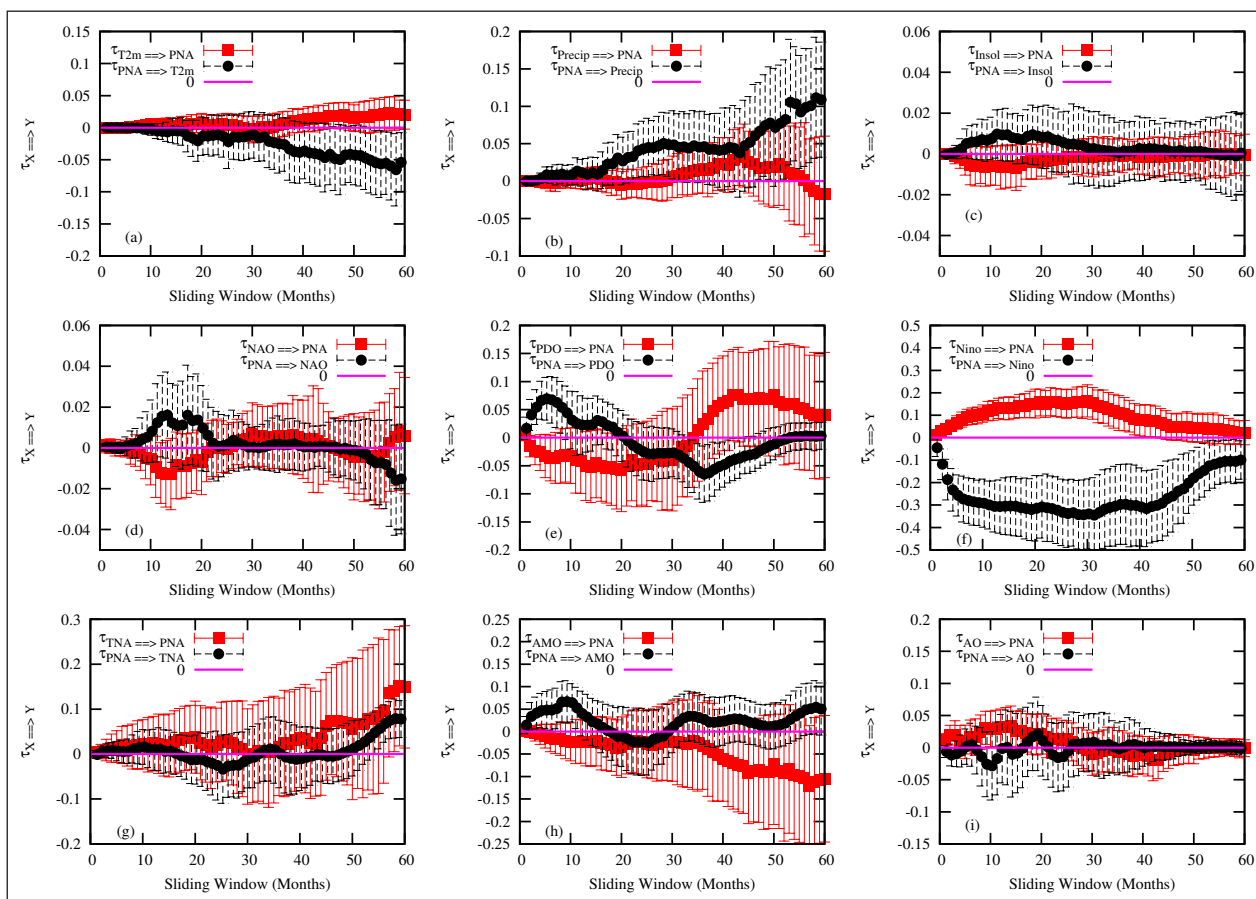 τT2m ==> PNA
τPNA ==> T2m
0
0.15
0.1
0.05
0
-0.05
-0.1
-0.15
-0.2
τX ==> Y
(a)
0 10 20 30 40 50 60
Sliding Window (Months)
τPrecip ==> PNA
τPNA ==> Precip
0
0.2
0.15
0.1
0.05
0
-0.05
-0.1
τX ==> Y
(b)
0 10 20 30 40 50 60
Sliding Window (Months)
τInsol ==> PNA
τPNA ==> Insol
0
0.06
0.04
0.02
0
-0.02
-0.04
τX ==> Y
(c)
0 10 20 30 40 50 60
Sliding Window (Months)
τNAO ==> PNA
τPNA ==> NAO
0
0.06
0.04
0.02
0
-0.02
-0.04
τX ==> Y
(d)
0 10 20 30 40 50 60
Sliding Window (Months)
τPDO ==> PNA
τPNA ==> PDO
0
0.2
0.15
0.1
0.05
0
-0.05
-0.1
-0.15
-0.2
τX ==> Y
(e)
0 10 20 30 40 50 60
Sliding Window (Months)
τNino ==> PNA
τPNA ==> Nino
0
0.5
0.4
0.3
0.2
0.1
0
-0.1
-0.2
-0.3
-0.4
-0.5
τX ==> Y
(f)
0 10 20 30 40 50 60
Sliding Window (Months)
τTNA ==> PNA
τPNA ==> TNA
0
0.3
0.2
0.1
0
-0.1
-0.2
τX ==> Y
(g)
0 10 20 30 40 50 60
Sliding Window (Months)
τAMO ==> PNA
τPNA ==> AMO
0
0.25
0.2
0.15
0.1
0.05
0
-0.05
-0.1
-0.15
-0.2
-0.25
τX ==> Y
(h)
0 10 20 30 40 50 60
Sliding Window (Months)
τAO ==> PNA
τPNA ==> AO
0
0.2
0.15
0.1
0.05
0
-0.05
-0.1
-0.15
τX ==> Y
(i)
0 10 20 30 40 50 60
Sliding Window (Months)